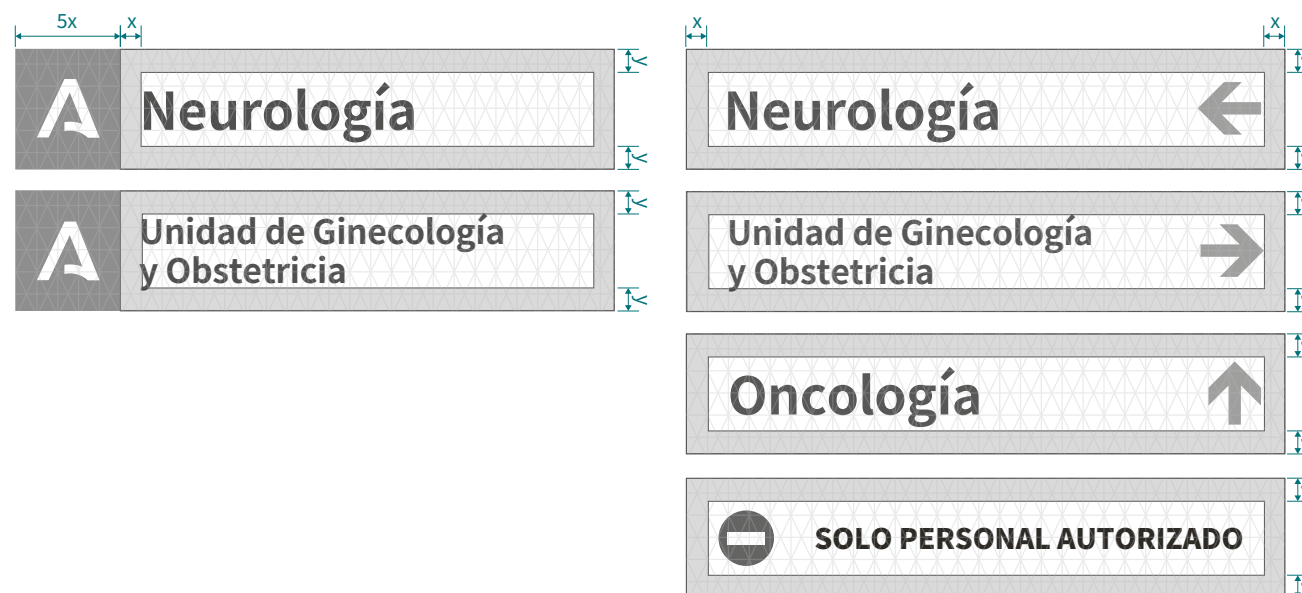 5x
x
y
A
Neurología
y
y
A
Unidad de Ginecología
y Obstetricia
y
x
x
Neurología
Unidad de Ginecología
y Obstetricia
Oncología
SOLO PERSONAL AUTORIZADO